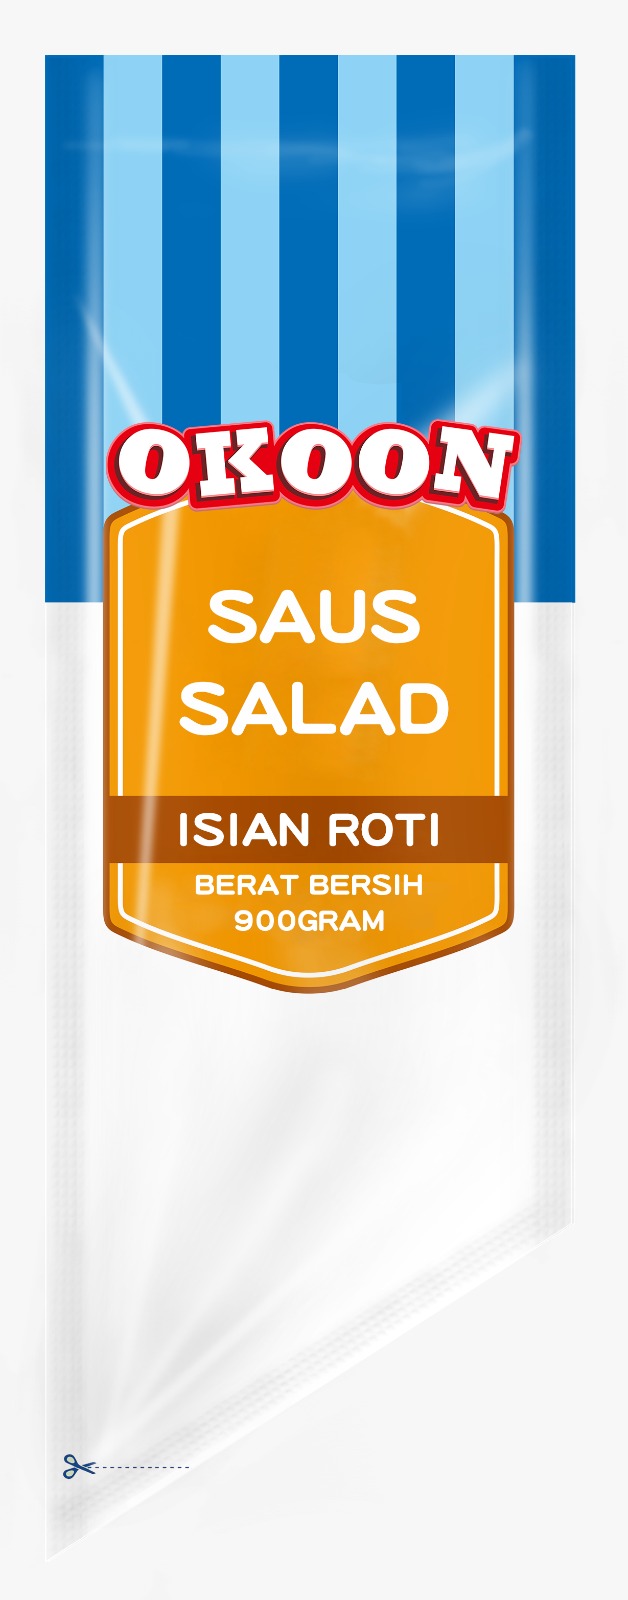 OKOON
SAUS
SALAD
ISIAN ROTI
BERAT BERSIH
900GRAM